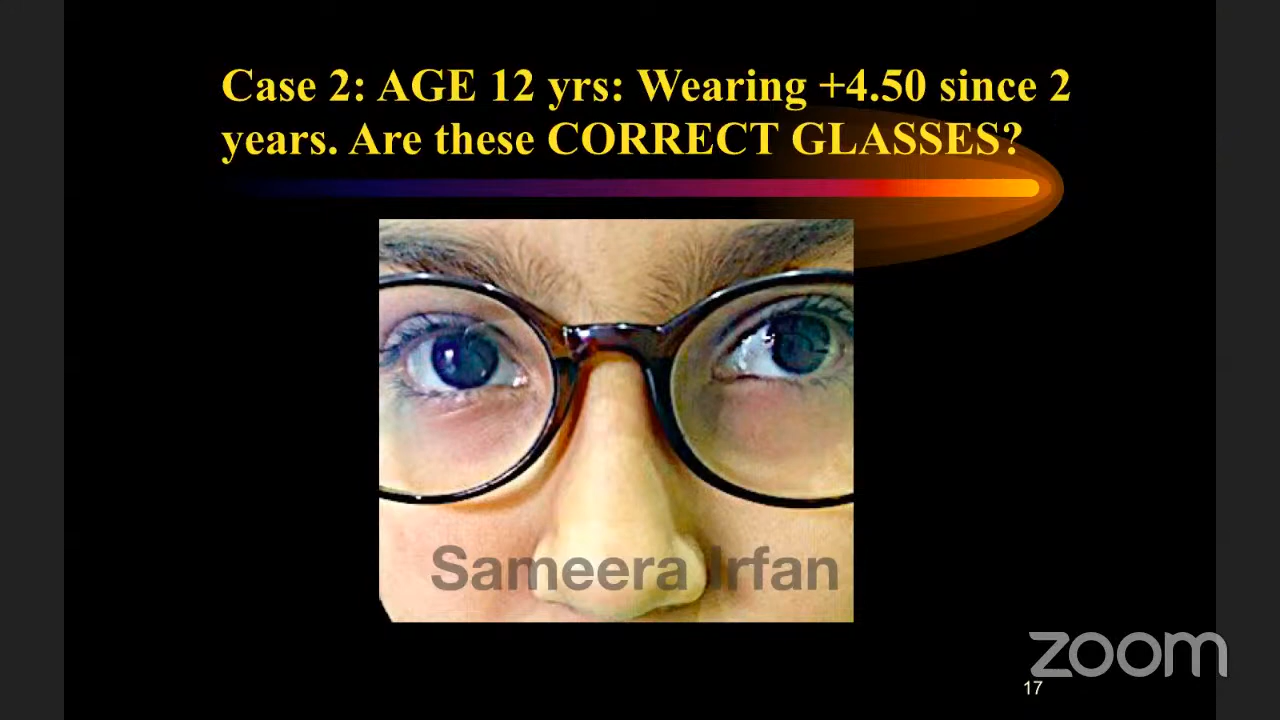 Case 2: AGE 12 yrs: Wearing +4.50 since 2
years. Are these CORRECT GLASSES?
Sameera Irfan
zoom
17